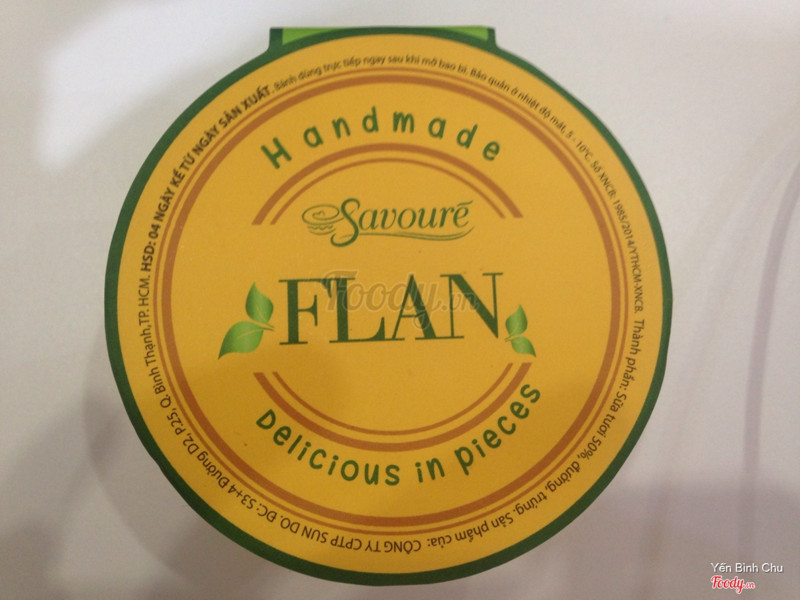 Handmade
Savouré
FLAN
Delicious in pieces
HSD: 04 NGÀY KỂ TỪ NGÀY SẢN XUẤT. Bánh dùng trực tiếp ngay sau khi mở bao bì. Bảo quản ở nhiệt độ mát, 5 - 10°C. Số XNCB: 1985/2014/YTHCM-XNCB. Thành phần: Sữa tươi 50%, đường, trứng. Sản phẩm của: CÔNG TY CPTP SUN DO. ĐC: S3+4 Đường D2, P.25, Q. Bình Thạnh, TP. HCM.
Foody.vn
Yến Bình Chu
Foody.vn